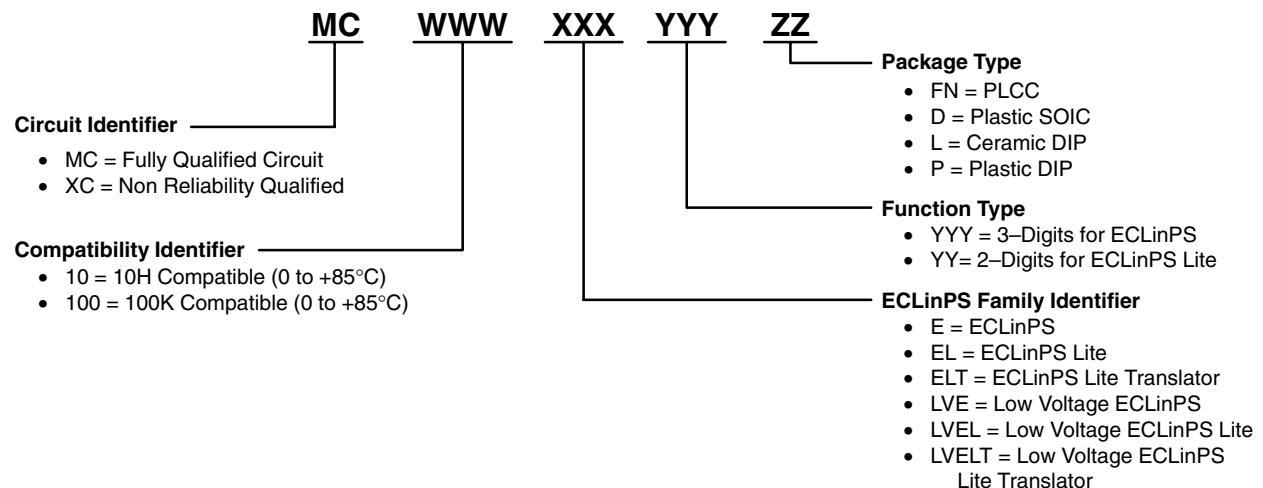 MC WWW XXX YYY ZZ
Circuit Identifier
• MC = Fully Qualified Circuit
• XC = Non Reliability Qualified
Compatibility Identifier
• 10 = 10H Compatible (0 to +85°C)
• 100 = 100K Compatible (0 to +85°C)
Package Type
• FN = PLCC
• D = Plastic SOIC
• L = Ceramic DIP
• P = Plastic DIP
Function Type
• YYY = 3–Digits for ECLinPS
• YY= 2–Digits for ECLinPS Lite
ECLinPS Family Identifier
• E = ECLinPS
• EL = ECLinPS Lite
• ELT = ECLinPS Lite Translator
• LVE = Low Voltage ECLinPS
• LVEL = Low Voltage ECLinPS Lite
• LVELT = Low Voltage ECLinPS
Lite Translator